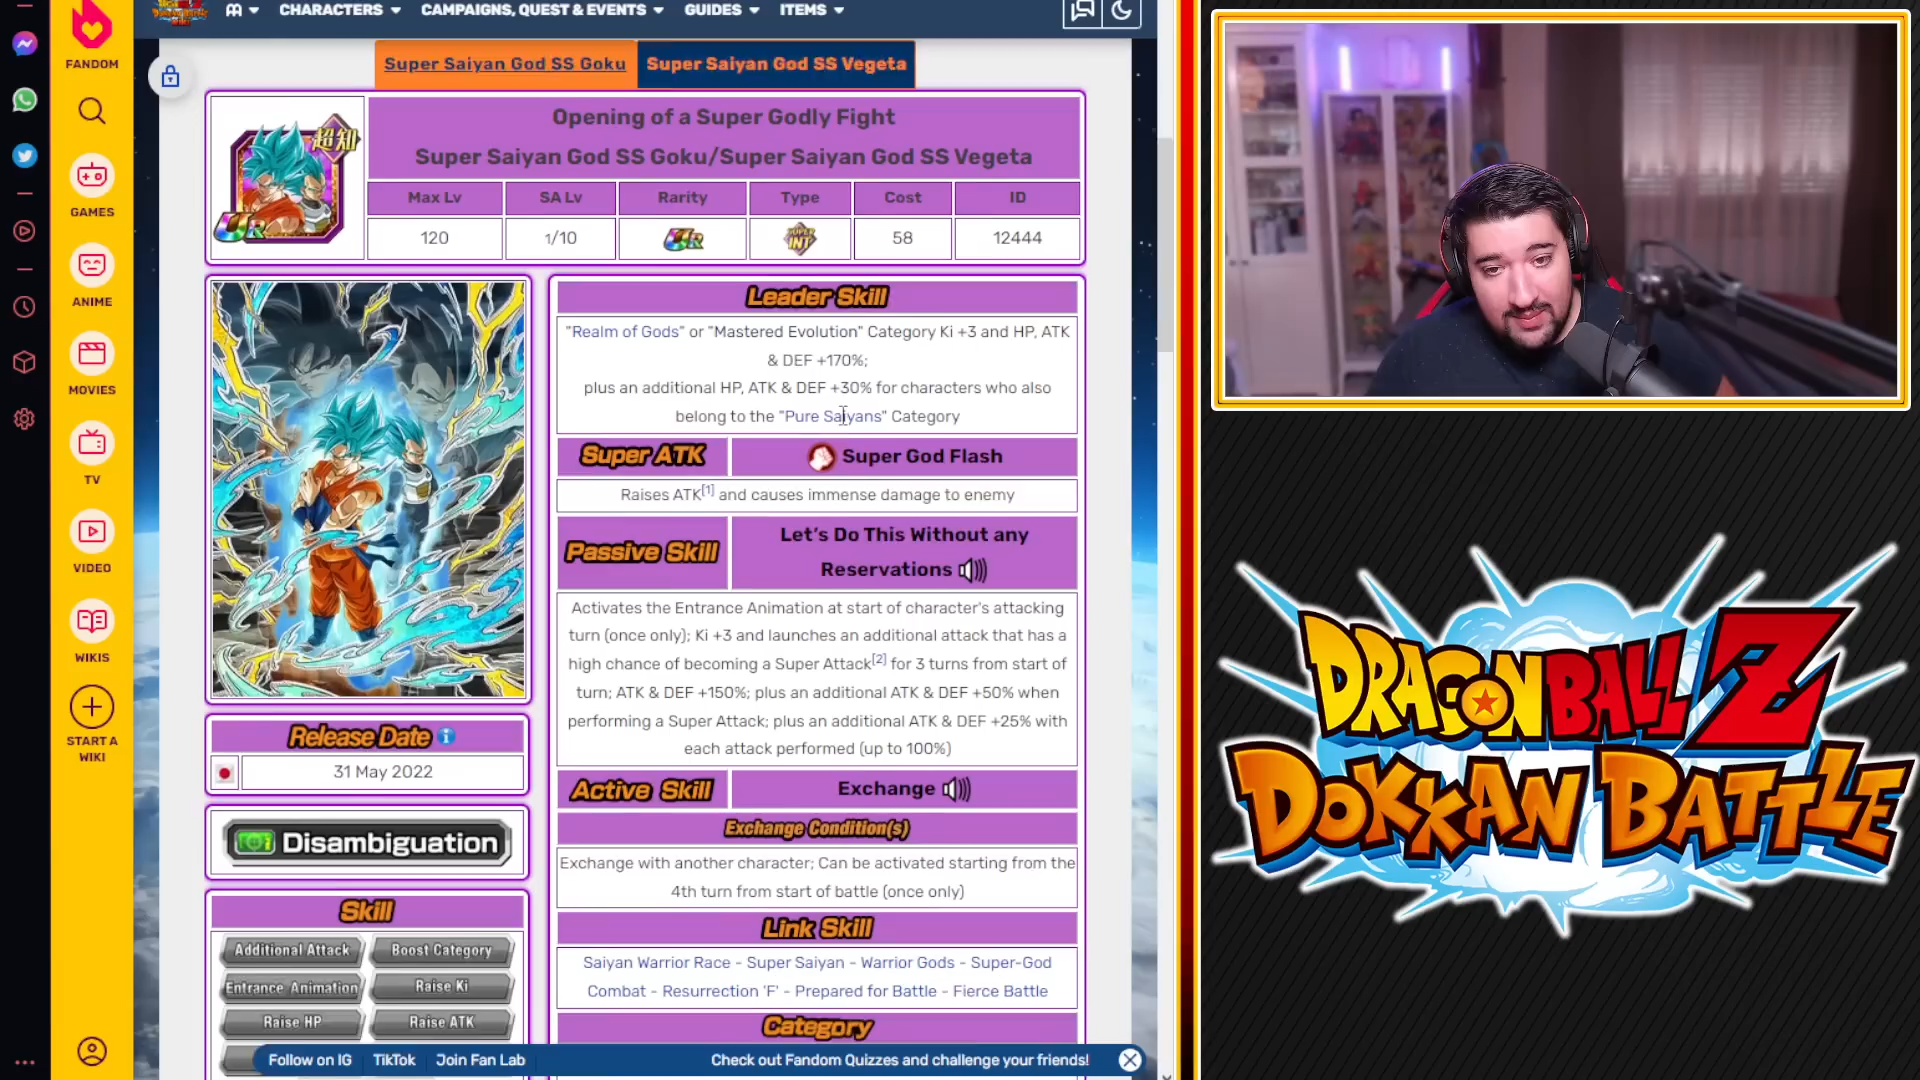 CHARACTERS
CAMPAIGNS, QUEST & EVENTS
GUIDES
ITEMS
FANDOM
GAMES
ANIME
MOVIES
TV
VIDEO
WIKIS
START A
WIKI
Super Saiyan God SS Goku
Super Saiyan God SS Vegeta
超知
UR
Opening of a Super Godly Fight
Super Saiyan God SS Goku/Super Saiyan God SS Vegeta
Max Lv
SA Lv
Rarity
Type
Cost
ID
120
1/10
UR
SUPER INT
58
12444
Leader Skill
"Realm of Gods" or "Mastered Evolution" Category Ki +3 and HP, ATK
& DEF +170%;
plus an additional HP, ATK & DEF +30% for characters who also
belong to the "Pure Saiyans" Category
Super ATK
Super God Flash
Raises ATK[1] and causes immense damage to enemy
Passive Skill
Let's Do This Without any
Reservations
Activates the Entrance Animation at start of character's attacking
turn (once only); Ki +3 and launches an additional attack that has a
high chance of becoming a Super Attack[2] for 3 turns from start of
turn; ATK & DEF +150%; plus an additional ATK & DEF +50% when
performing a Super Attack; plus an additional ATK & DEF +25% with
each attack performed (up to 100%)
Active Skill
Exchange
Exchange Condition(s)
Exchange with another character; Can be activated starting from the
4th turn from start of battle (once only)
Link Skill
Saiyan Warrior Race - Super Saiyan - Warrior Gods - Super-God
Combat - Resurrection 'F' - Prepared for Battle - Fierce Battle
Category
Release Date
31 May 2022
Disambiguation
Skill
Additional Attack
Boost Category
Entrance Animation
Raise Ki
Raise HP
Raise ATK
Follow on IG
TikTok
Join Fan Lab
Check out Fandom Quizzes and challenge your friends!
DRAGON BALL Z
DOKKAN BATTLE